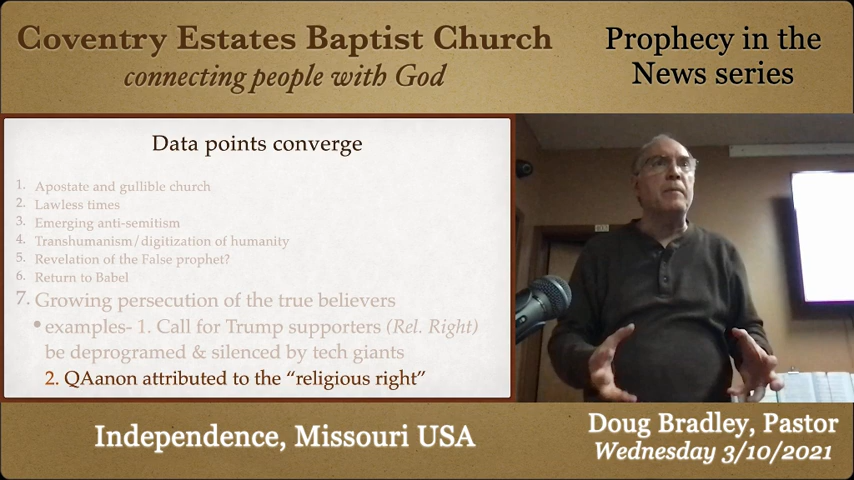 Coventry Estates Baptist Church
connecting people with God
Prophecy in the
News series
Data points converge
1. Apostate and gullible church
2. Lawless times
3. Emerging anti-semitism
4. Transhumanism/digitization of humanity
5. Revelation of the False prophet?
6. Return to Babel
7. Growing persecution of the true believers
• examples- 1. Call for Trump supporters (Rel. Right)
be deprogramed & silenced by tech giants
2. QAanon attributed to the “religious right”
Independence, Missouri USA
Doug Bradley, Pastor
Wednesday 3/10/2021